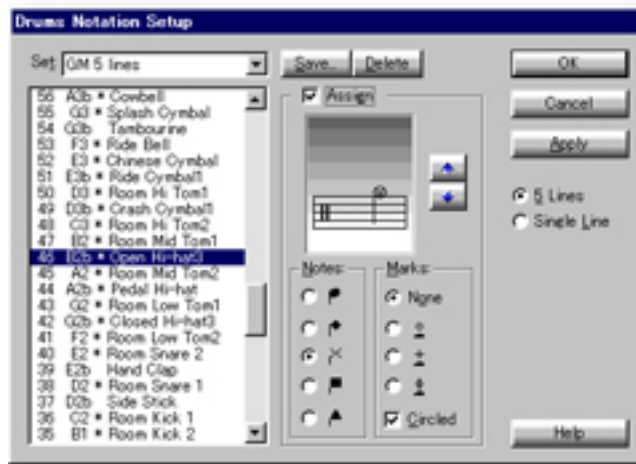 Drums Notation Setup
Set: GM 5 lines
Save... Delete
56 A3b * Cowbell
55 G3 * Splash Cymbal
54 G3b Tambourine
53 F3 * Ride Bell
52 E3 * Chinese Cymbal
51 E3b * Ride Cymbal1
50 D3 * Room Hi Tom1
49 D3b * Crash Cymbal1
48 C3 * Room Hi Tom2
47 B2 * Room Mid Tom1
46 B2b * Open Hi-hat3
45 A2 * Room Mid Tom2
44 A2b * Pedal Hi-hat
43 G2 * Room Low Tom1
42 G2b * Closed Hi-hat3
41 F2 * Room Low Tom2
40 E2 * Room Snare 2
39 E2b Hand Clap
38 D2 * Room Snare 1
37 D2b Side Stick
36 C2 * Room Kick 1
35 B1 * Room Kick 2
Assign
Notes:
Marks:
None
Circled
OK
Cancel
Apply
5 Lines
Single Line
Help